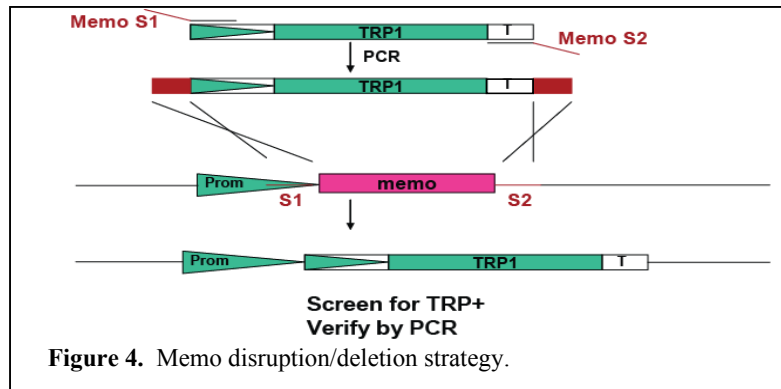 Memo S1
TRP1
T
Memo S2
PCR
TRP1
T
Prom
memo
S1
S2
Prom
TRP1
T
Screen for TRP+
Verify by PCR
Figure 4. Memo disruption/deletion strategy.